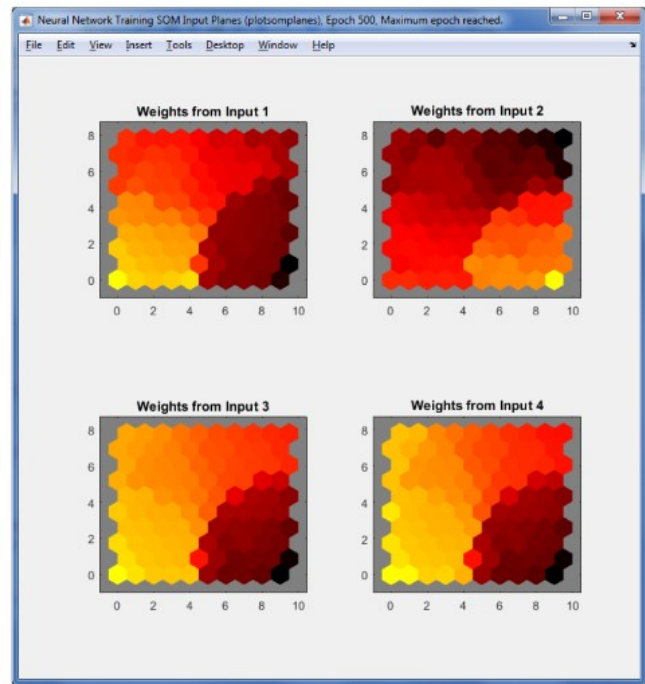 Neural Network Training SOM Input Planes (plotsomplanes), Epoch 500, Maximum epoch reached.
File Edit View Insert Tools Desktop Window Help
Weights from Input 1
8
6
4
2
0
0 2 4 6 8 10
Weights from Input 2
8
6
4
2
0
0 2 4 6 8 10
Weights from Input 3
8
6
4
2
0
0 2 4 6 8 10
Weights from Input 4
8
6
4
2
0
0 2 4 6 8 10